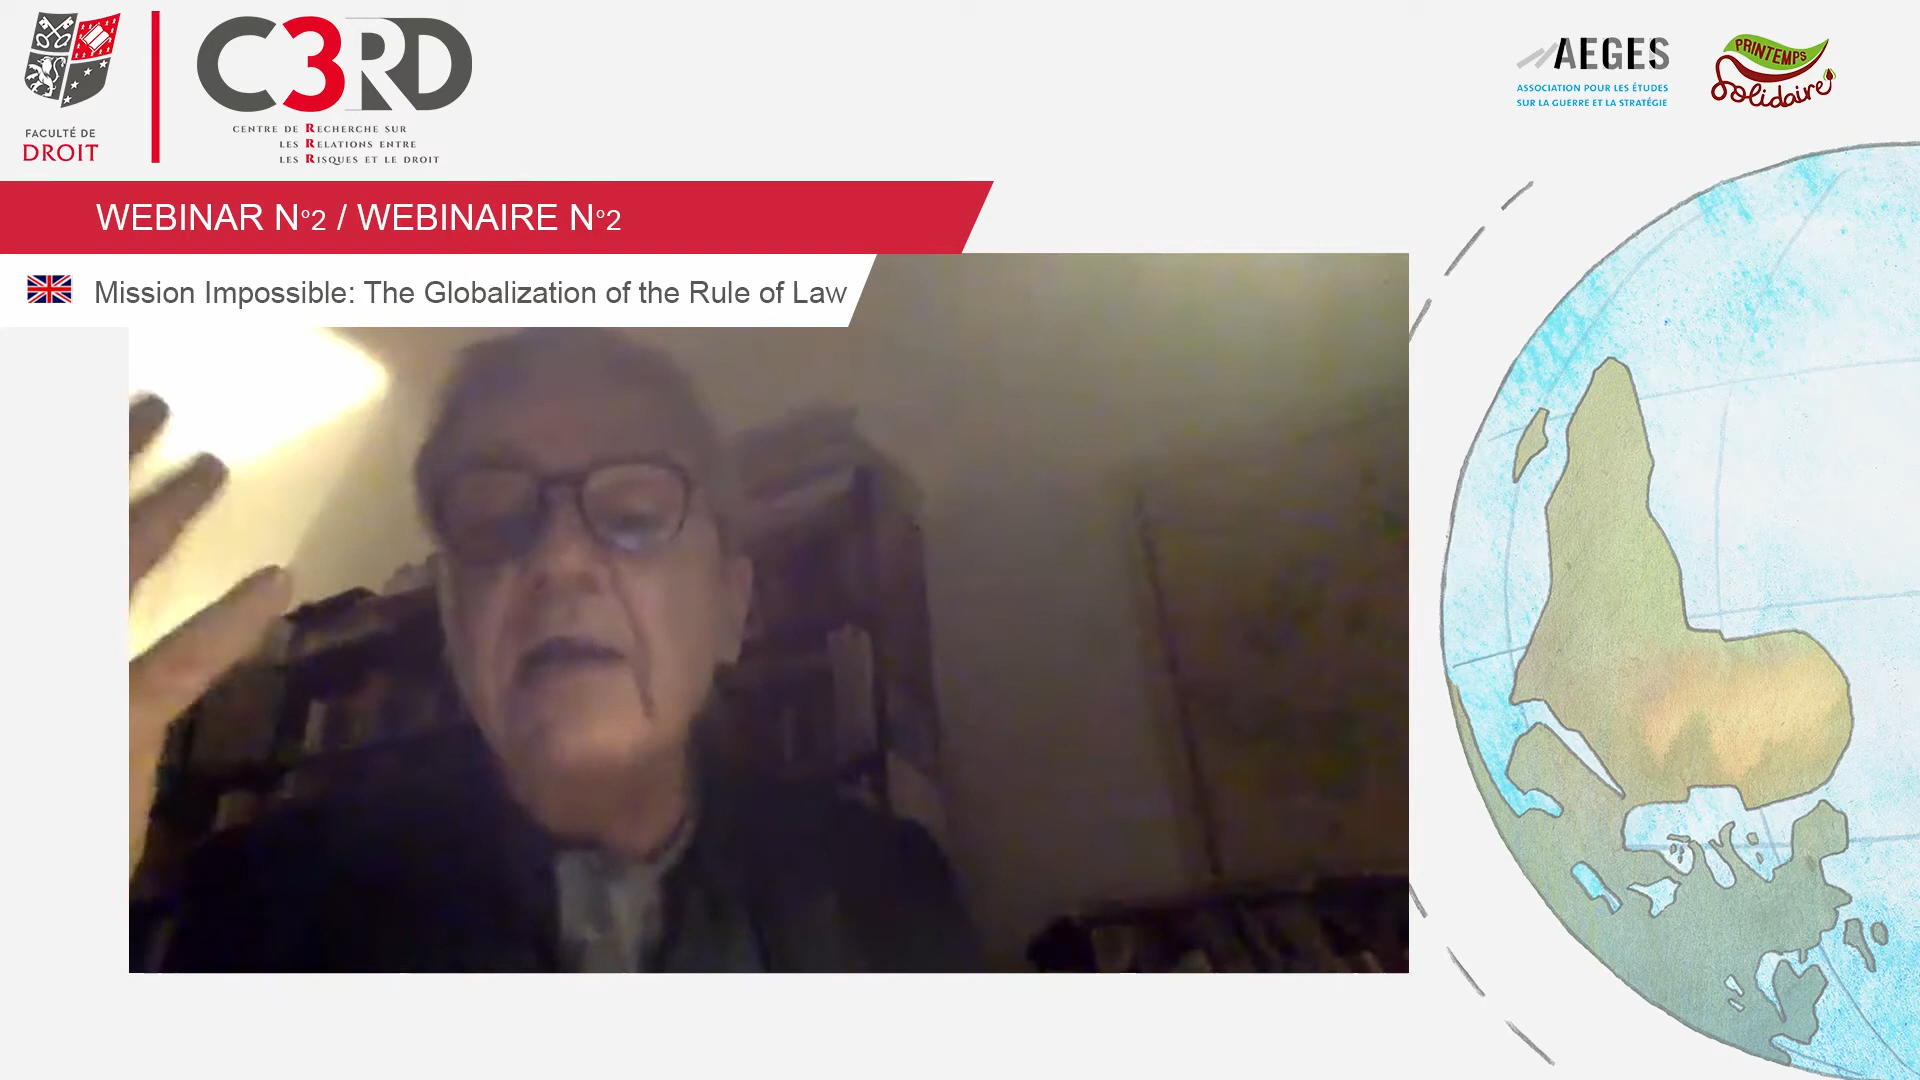 C3RD
FACULTÉ DE
DROIT
CENTRE DE RECHERCHE SUR
LES RELATIONS ENTRE
LES RISQUES ET LE DROIT
AEGES
ASSOCIATION POUR LES ÉTUDES
SUR LA GUERRE ET LA STRATÉGIE
PRINTEMPS
Solidaire
WEBINAR N°2 / WEBINAIRE N°2
Mission Impossible: The Globalization of the Rule of Law